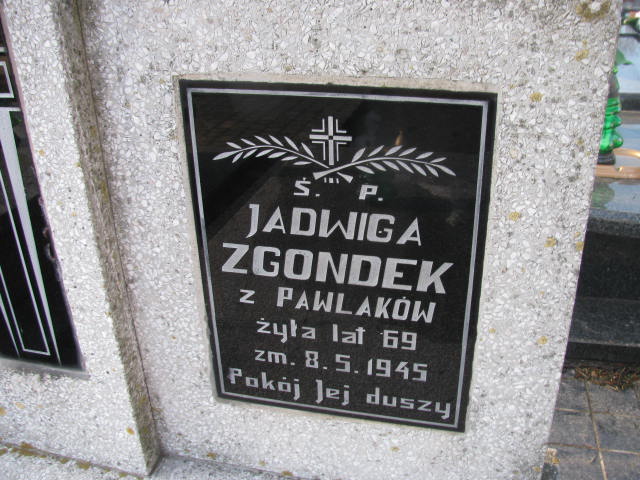 Ś. P.
JADWIGA
ZGONDEK
z PAWLAKÓW
żyła lat 69
zm. 8.5.1945
Pokój Jej duszy